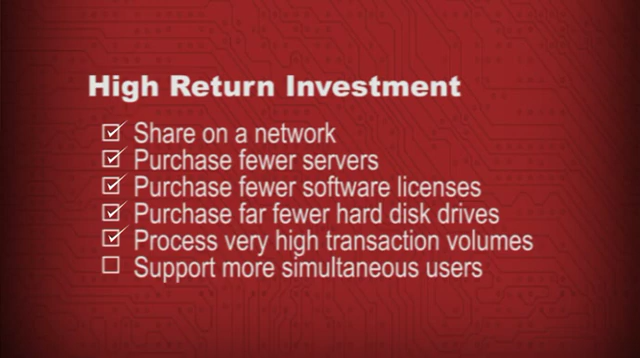 High Return Investment
Share on a network
Purchase fewer servers
Purchase fewer software licenses
Purchase far fewer hard disk drives
Process very high transaction volumes
Support more simultaneous users